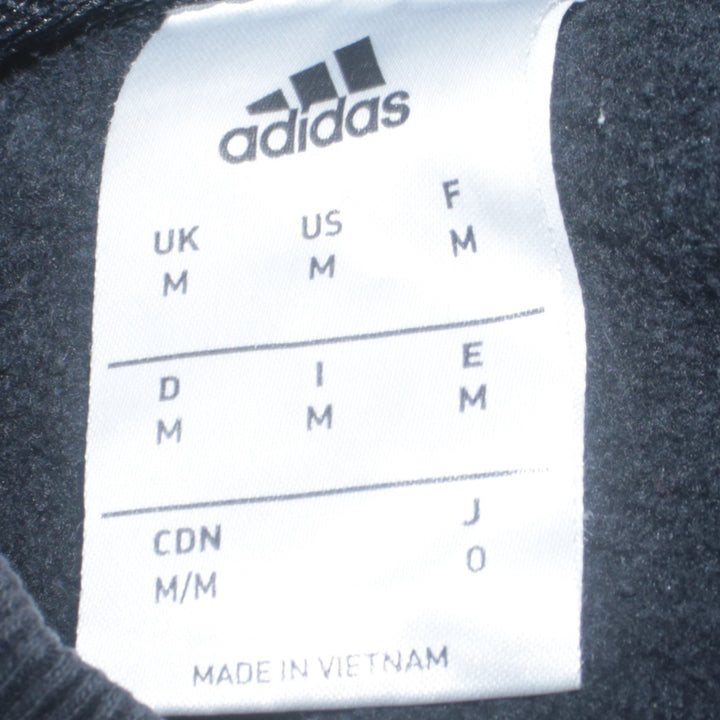 adidas
UK US F
M M M
D I E
M M M
CDN J
M/M O
MADE IN VIETNAM